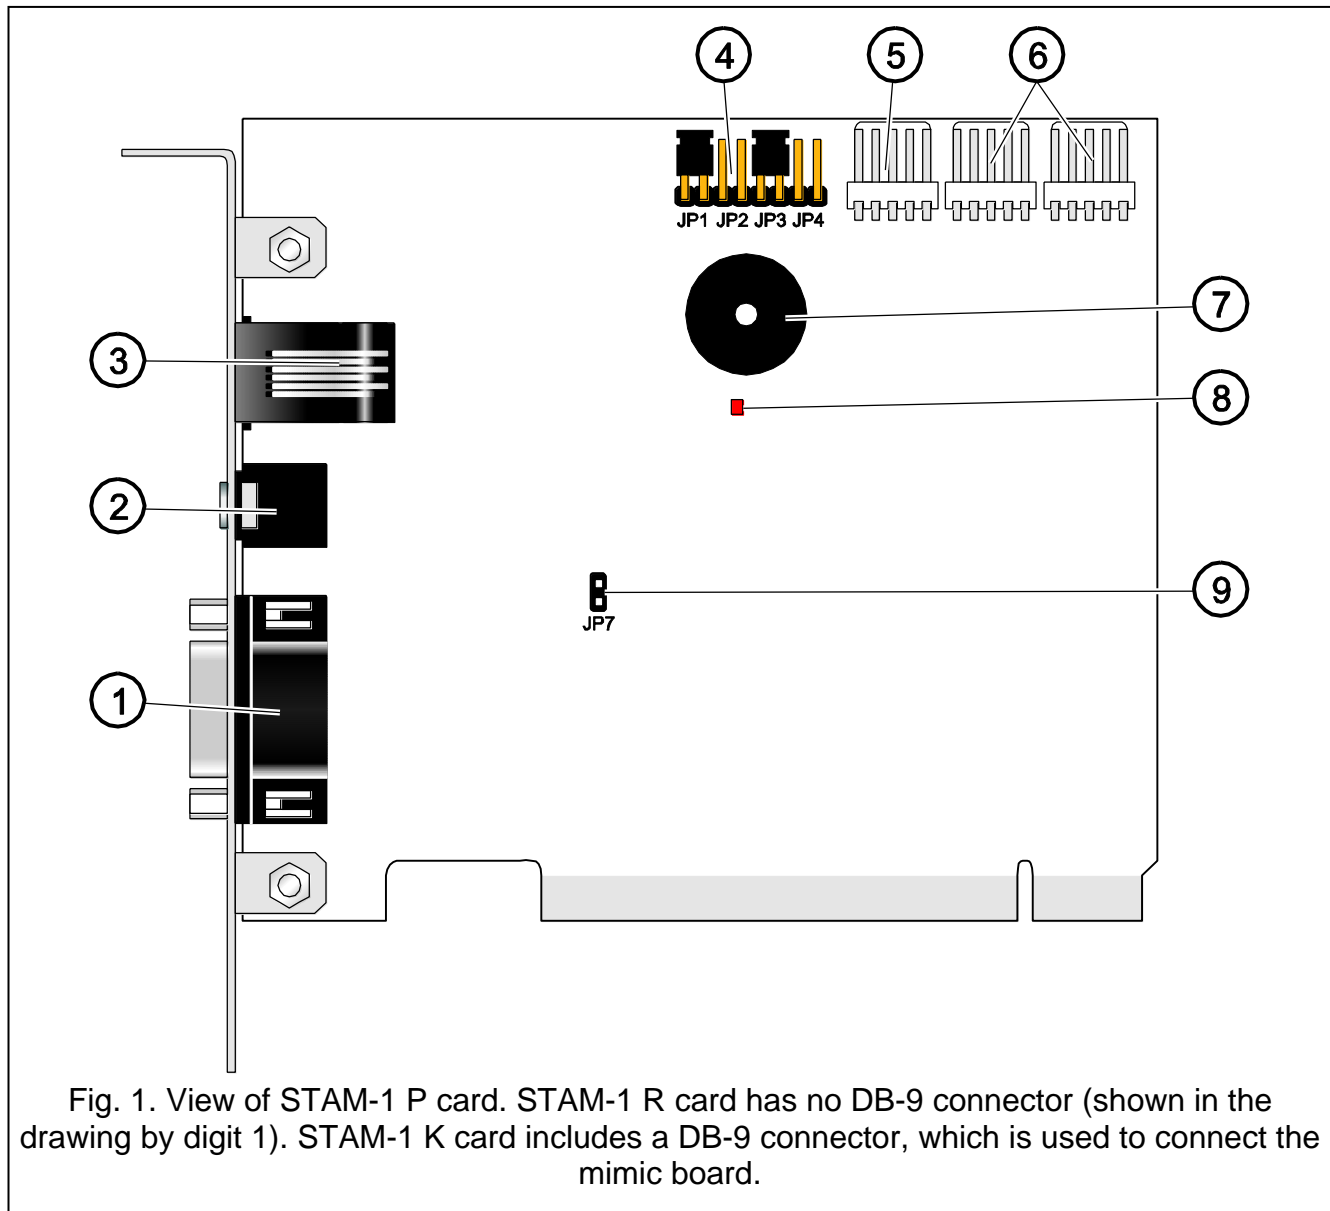 4 5 6
JP1 JP2 JP3 JP4
7
3
8
2
9
JP7
1
Fig. 1. View of STAM-1 P card. STAM-1 R card has no DB-9 connector (shown in the
drawing by digit 1). STAM-1 K card includes a DB-9 connector, which is used to connect the
mimic board.